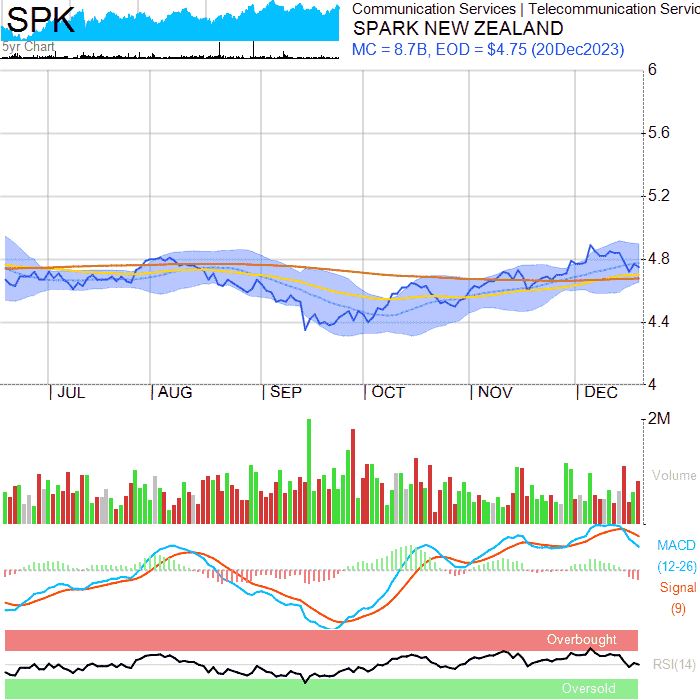 SPK
5yr Chart
Communication Services | Telecommunication Servic
SPARK NEW ZEALAND
MC = 8.7B, EOD = $4.75 (20Dec2023)
6
5.6
5.2
4.8
4.4
4
JUL
AUG
SEP
OCT
NOV
DEC
2M
Volume
MACD
(12-26)
Signal
(9)
Overbought
RSI(14)
Oversold